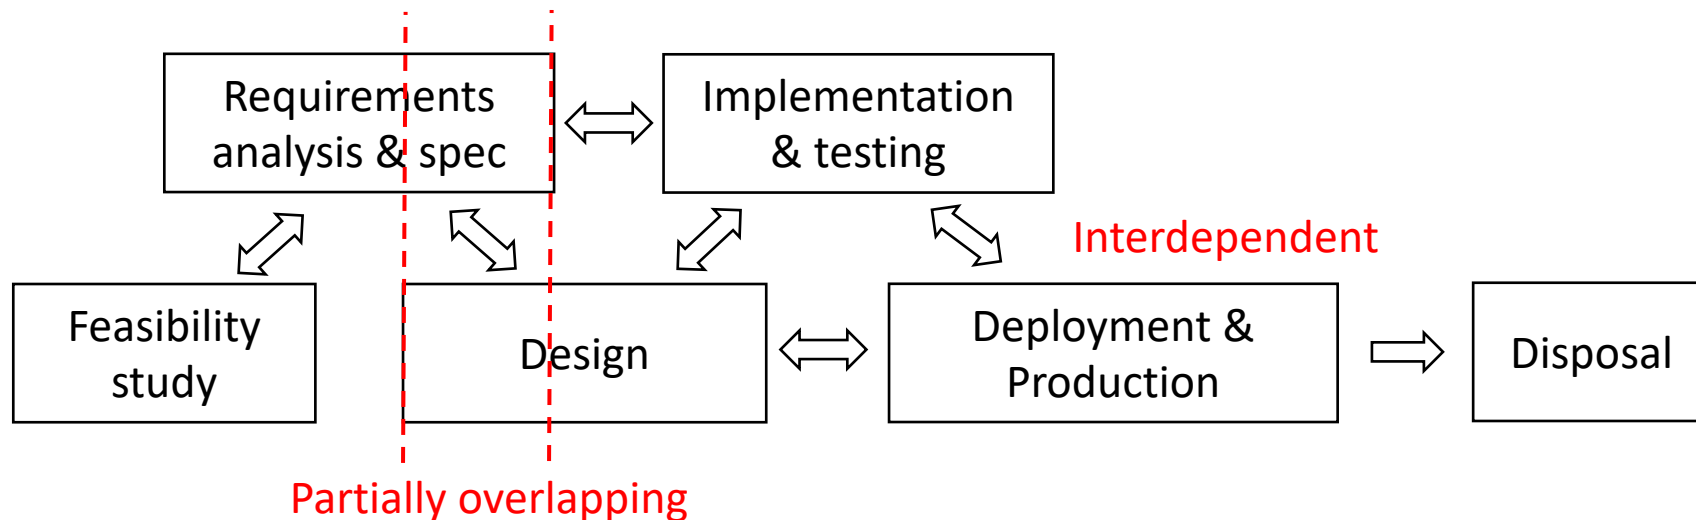 Requirements
analysis & spec
Implementation
& testing
Interdependent
Feasibility
study
Design
Deployment &
Production
Disposal
Partially overlapping